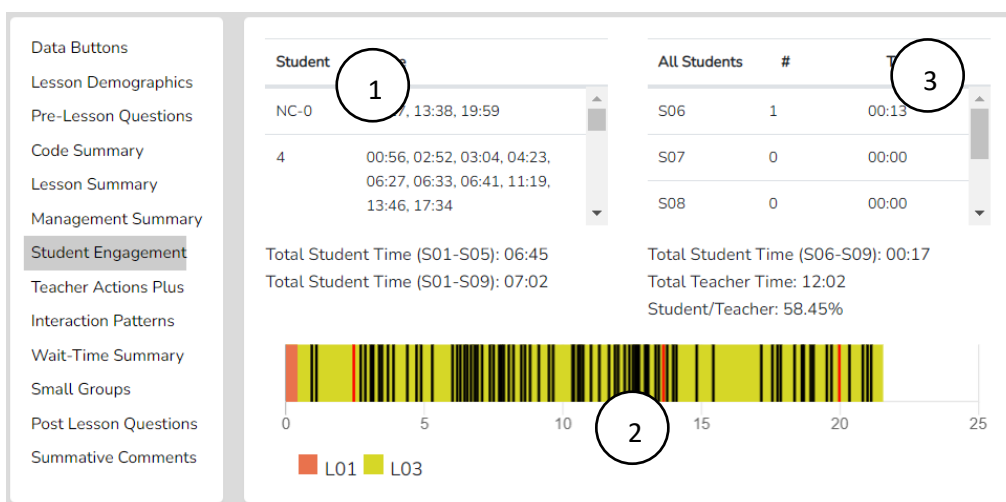 Data Buttons
Lesson Demographics
Pre-Lesson Questions
Code Summary
Lesson Summary
Management Summary
Student Engagement
Teacher Actions Plus
Interaction Patterns
Wait-Time Summary
Small Groups
Post Lesson Questions
Summative Comments
Student
1
NC-0 13:38, 19:59
4 00:56, 02:52, 03:04, 04:23,
06:27, 06:33, 06:41, 11:19,
13:46, 17:34
Total Student Time (S01-S05): 06:45
Total Student Time (S01-S09): 07:02
All Students #
3
S06 1 00:13
S07 0 00:00
S08 0 00:00
Total Student Time (S06-S09): 00:17
Total Teacher Time: 12:02
Student/Teacher: 58.45%
0 5 10 15 20 25
2
L01 L03